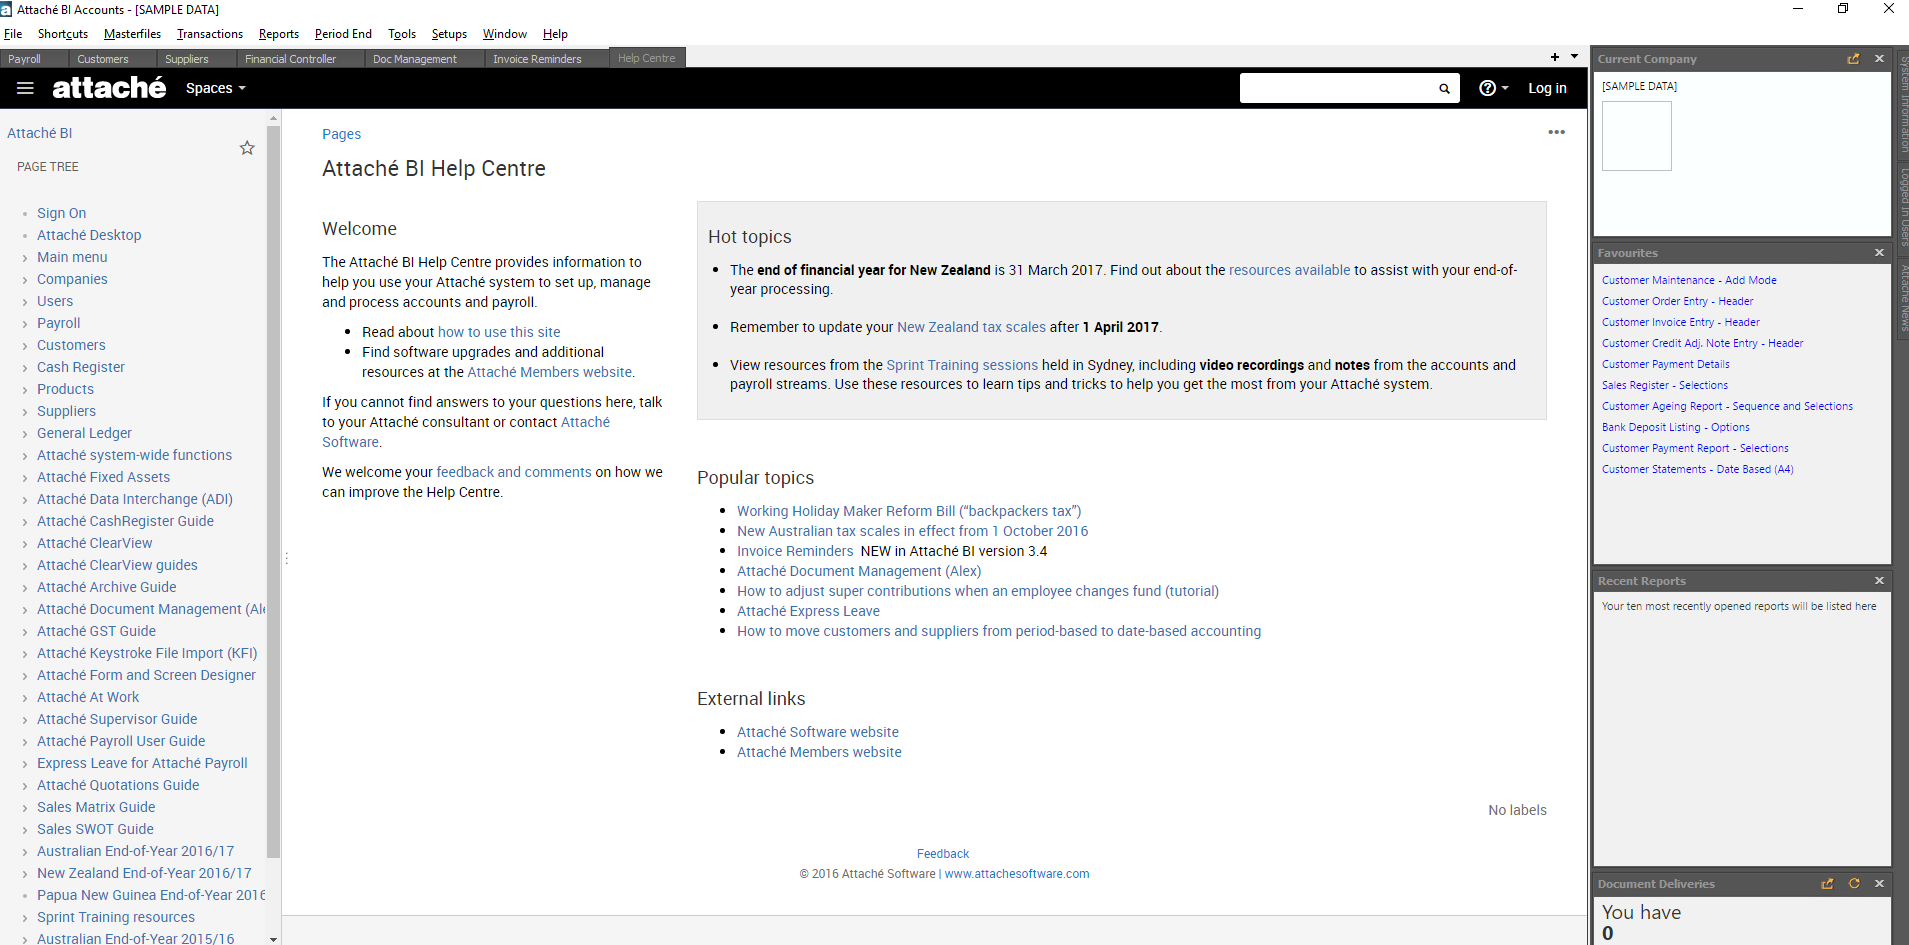 Attaché BI Accounts - [SAMPLE DATA]
File Shortcuts Masterfiles Transactions Reports Period End Tools Setups Window Help
Payroll Customers Suppliers Financial Controller Doc Management Invoice Reminders Help Centre
attaché Spaces Log in
Attaché BI
PAGE TREE
Sign On
Attaché Desktop
Main menu
Companies
Users
Payroll
Customers
Cash Register
Products
Suppliers
General Ledger
Attaché system-wide functions
Attaché Fixed Assets
Attaché Data Interchange (ADI)
Attaché CashRegister Guide
Attaché ClearView
Attaché ClearView guides
Attaché Archive Guide
Attaché Document Management (Ale
Attaché GST Guide
Attaché Keystroke File Import (KFI)
Attaché Form and Screen Designer
Attaché At Work
Attaché Supervisor Guide
Attaché Payroll User Guide
Express Leave for Attaché Payroll
Attaché Quotations Guide
Sales Matrix Guide
Sales SWOT Guide
Australian End-of-Year 2016/17
New Zealand End-of-Year 2016/17
Papua New Guinea End-of-Year 2016
Sprint Training resources
Australian End-of-Year 2015/16
Pages
Attaché BI Help Centre
Welcome
The Attaché BI Help Centre provides information to
help you use your Attaché system to set up, manage
and process accounts and payroll.
Read about how to use this site
Find software upgrades and additional
resources at the Attaché Members website.
If you cannot find answers to your questions here, talk
to your Attaché consultant or contact Attaché
Software.
We welcome your feedback and comments on how we
can improve the Help Centre.
Hot topics
The end of financial year for New Zealand is 31 March 2017. Find out about the resources available to assist with your end-of-
year processing.
Remember to update your New Zealand tax scales after 1 April 2017.
View resources from the Sprint Training sessions held in Sydney, including video recordings and notes from the accounts and
payroll streams. Use these resources to learn tips and tricks to help you get the most from your Attaché system.
Popular topics
Working Holiday Maker Reform Bill (“backpackers tax”)
New Australian tax scales in effect from 1 October 2016
Invoice Reminders NEW in Attaché BI version 3.4
Attaché Document Management (Alex)
How to adjust super contributions when an employee changes fund (tutorial)
Attaché Express Leave
How to move customers and suppliers from period-based to date-based accounting
External links
Attaché Software website
Attaché Members website
No labels
Feedback
© 2016 Attaché Software | www.attachesoftware.com
Current Company
[SAMPLE DATA]
Favourites
Customer Maintenance - Add Mode
Customer Order Entry - Header
Customer Invoice Entry - Header
Customer Credit Adj. Note Entry - Header
Customer Payment Details
Sales Register - Selections
Customer Ageing Report - Sequence and Selections
Bank Deposit Listing - Options
Customer Payment Report - Selections
Customer Statements - Date Based (A4)
Recent Reports
Your ten most recently opened reports will be listed here
Document Deliveries
You have
0
System Information
Logged In Users
Attaché News